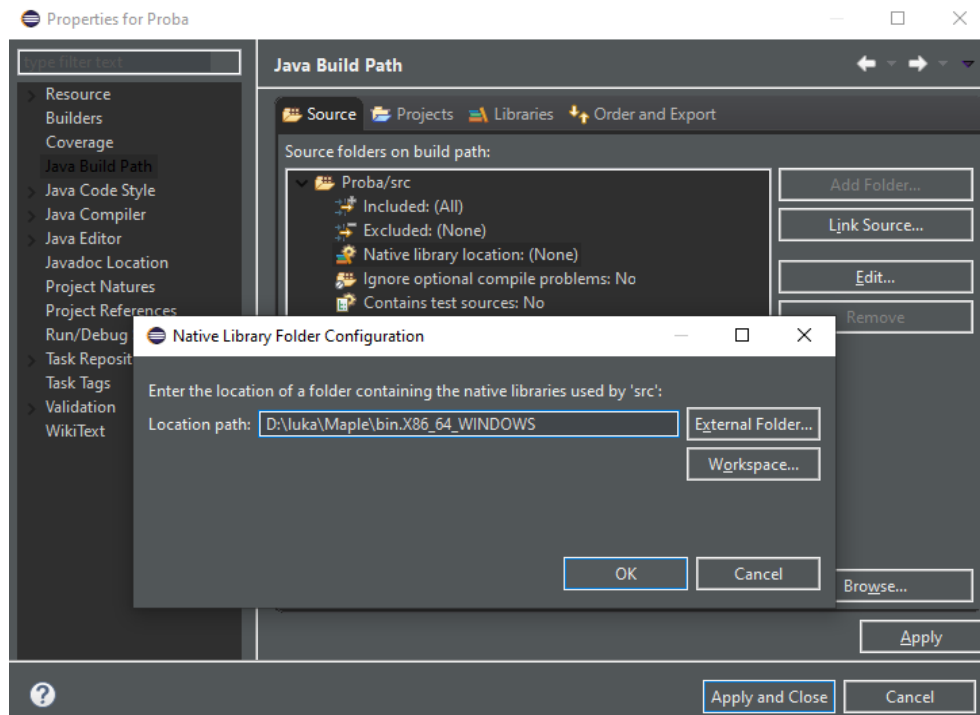 Properties for Proba
type filter text
Java Build Path
Resource
Builders
Coverage
Java Build Path
Java Code Style
Java Compiler
Java Editor
Javadoc Location
Project Natures
Project References
Run/Debug
Task Reposit
Task Tags
Validation
WikiText
Source Projects Libraries Order and Export
Source folders on build path:
Proba/src
Included: (All)
Excluded: (None)
Native library location: (None)
Ignore optional compile problems: No
Contains test sources: No
Add Folder...
Link Source...
Edit...
Remove
Native Library Folder Configuration
Enter the location of a folder containing the native libraries used by 'src':
Location path: D:\luka\Maple\bin.X86_64_WINDOWS External Folder...
Workspace...
OK Cancel
Browse...
Apply
Apply and Close Cancel